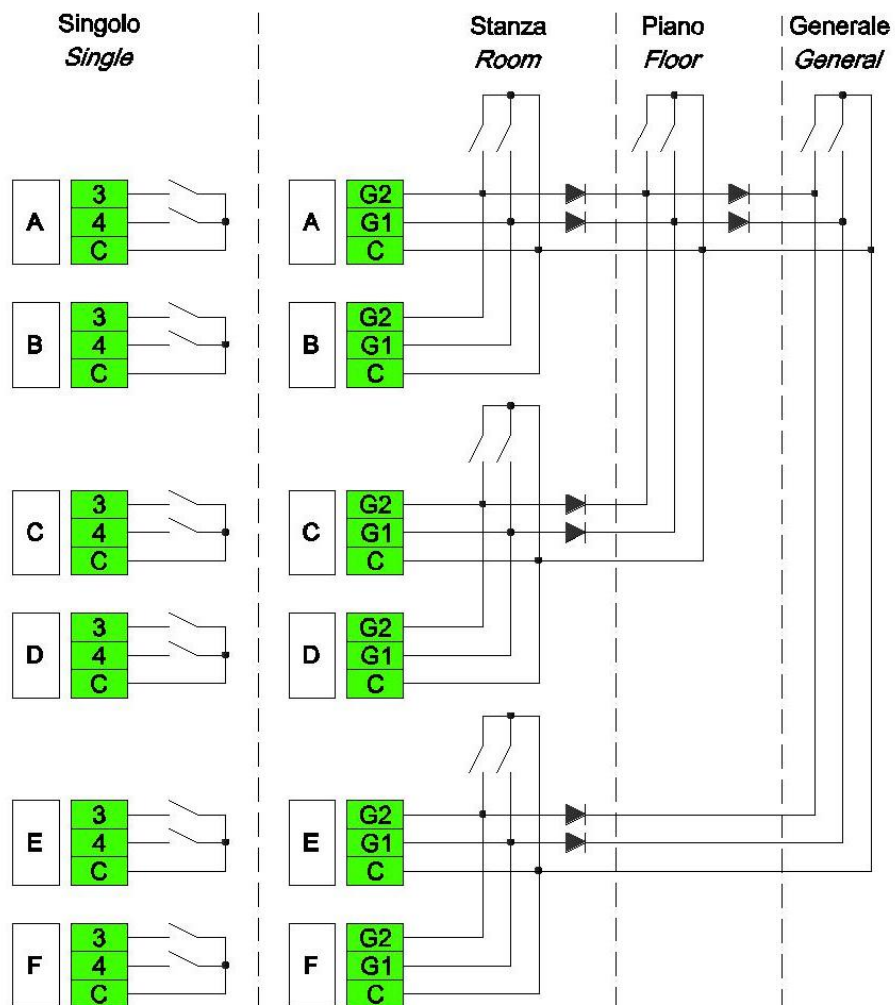 Singolo
Single
Stanza
Room
Piano
Floor
Generale
General
A
3
4
C
A
G2
G1
C
B
3
4
C
B
G2
G1
C
C
3
4
C
C
G2
G1
C
D
3
4
C
D
G2
G1
C
E
3
4
C
E
G2
G1
C
F
3
4
C
F
G2
G1
C